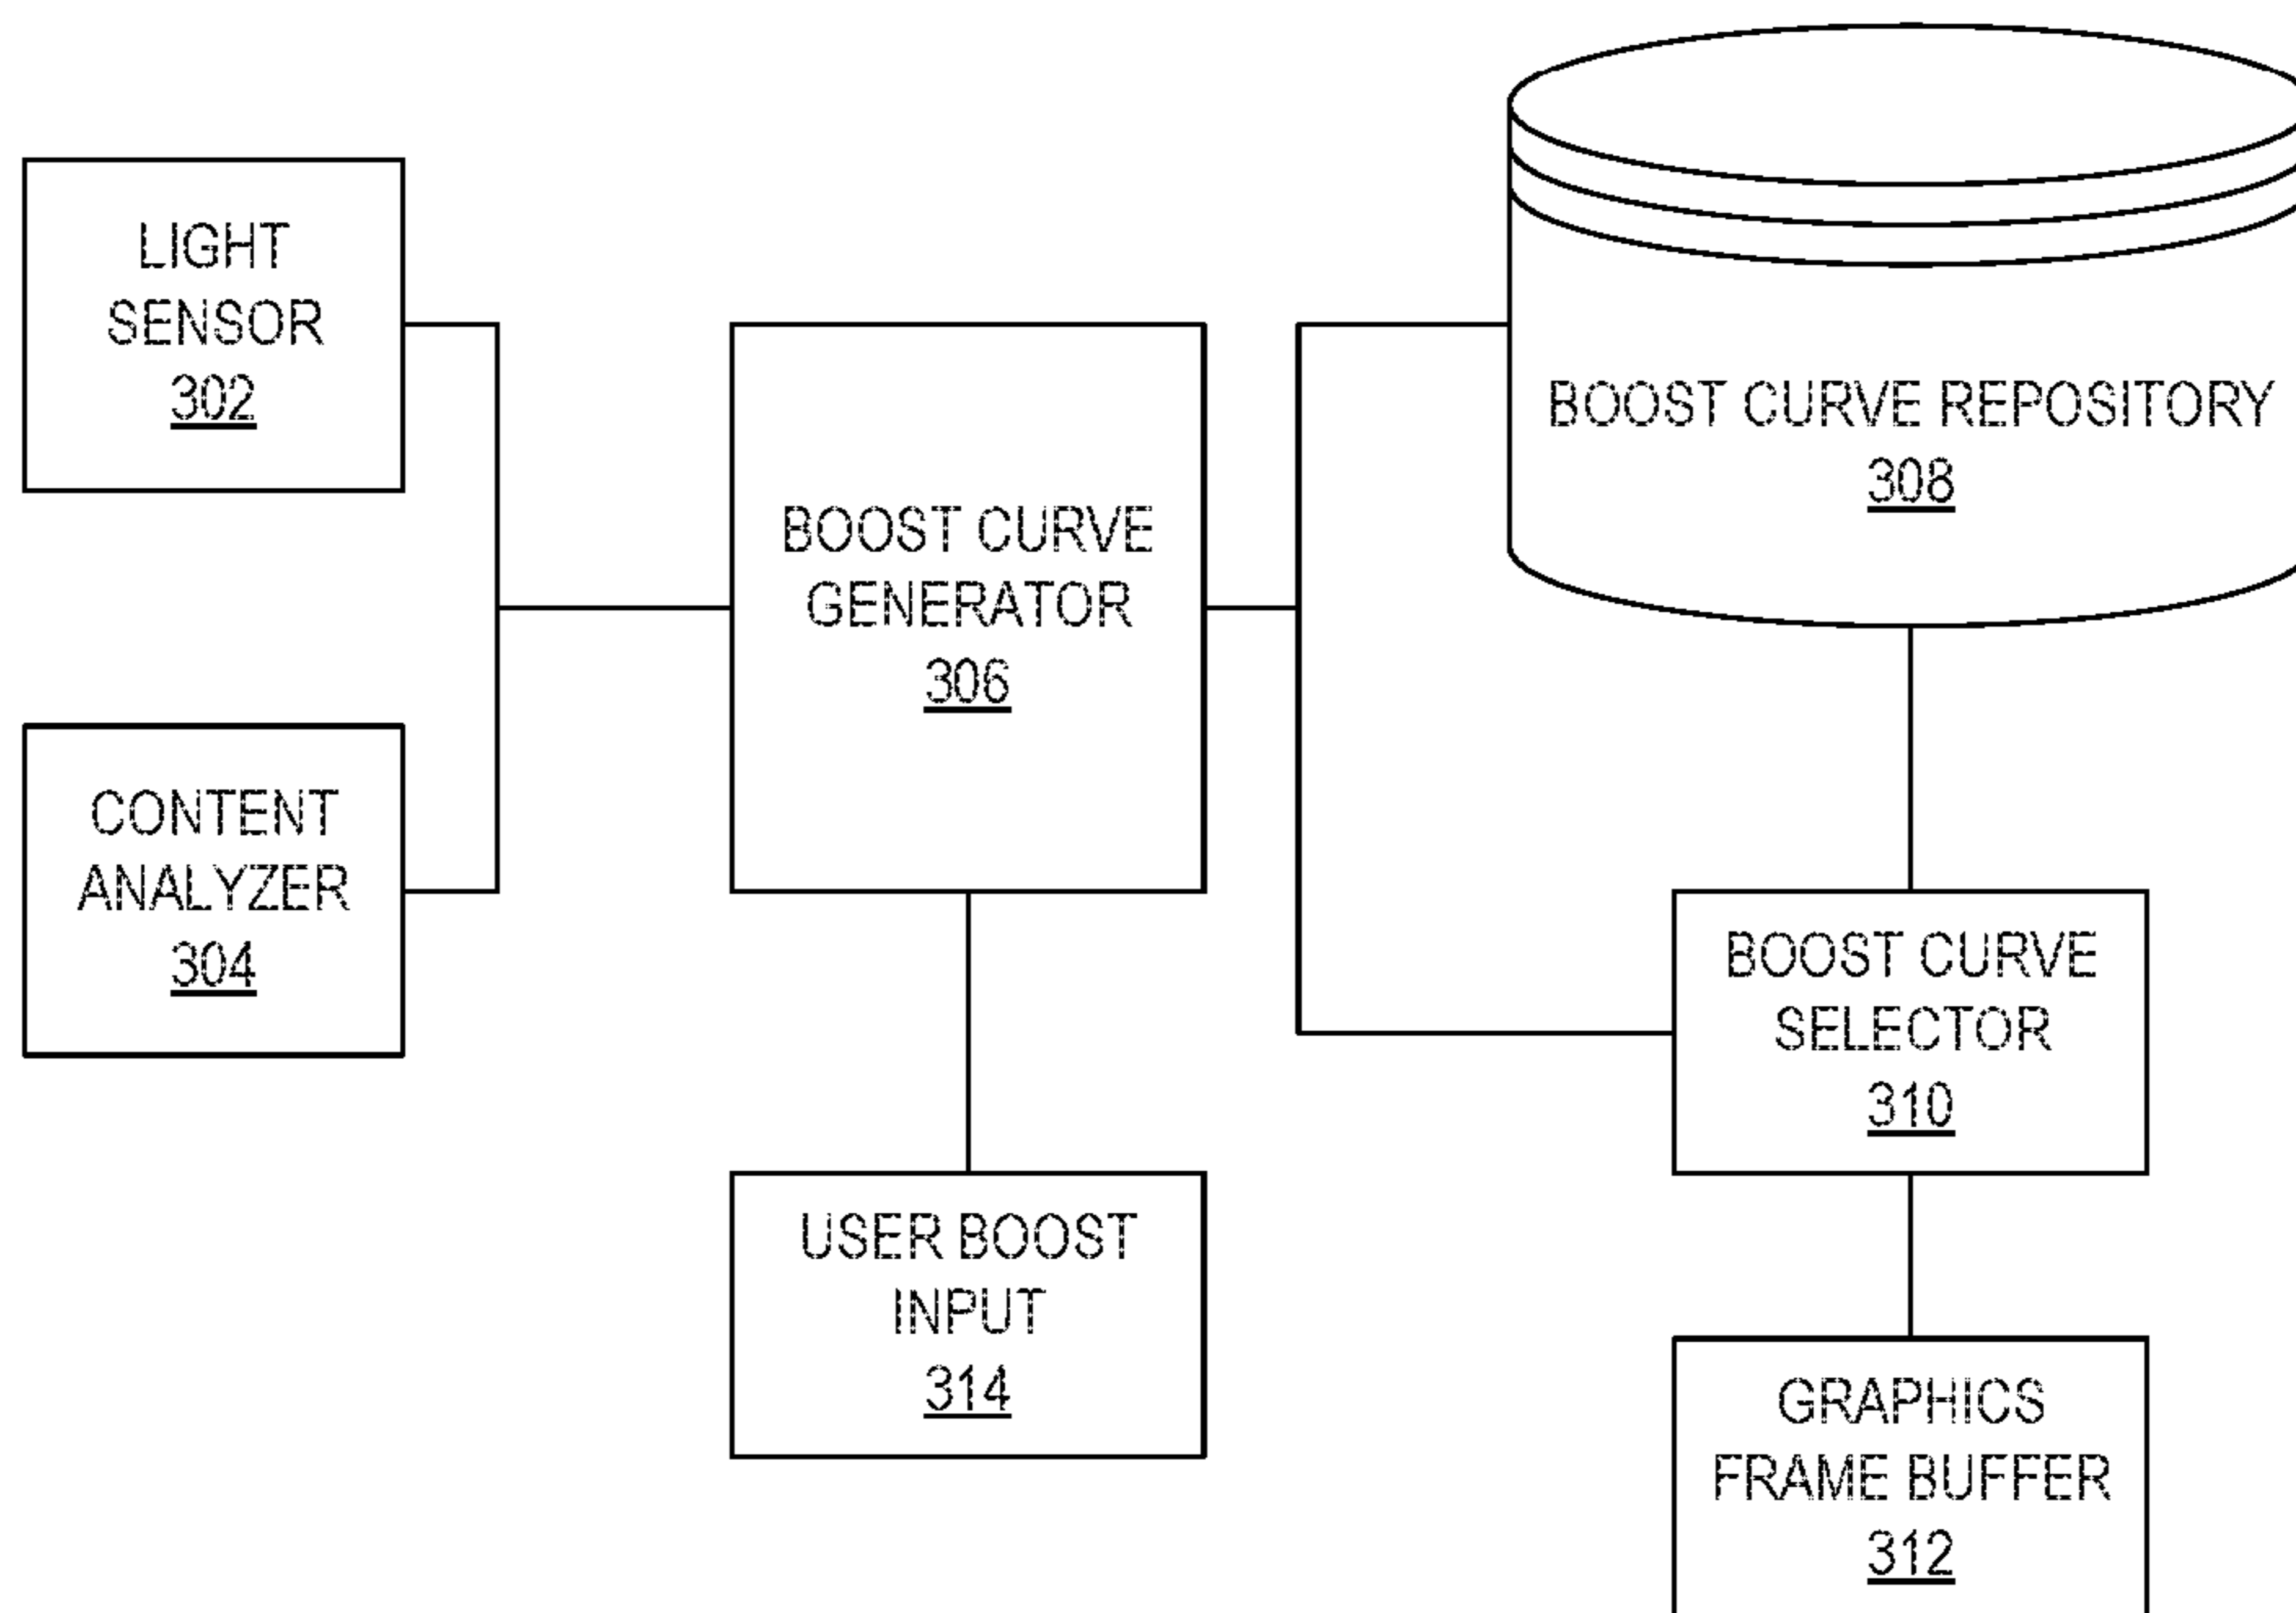 LIGHT
SENSOR
302
CONTENT
ANALYZER
304
BOOST CURVE
GENERATOR
306
USER BOOST
INPUT
314
BOOST CURVE REPOSITORY
308
BOOST CURVE
SELECTOR
310
GRAPHICS
FRAME BUFFER
312